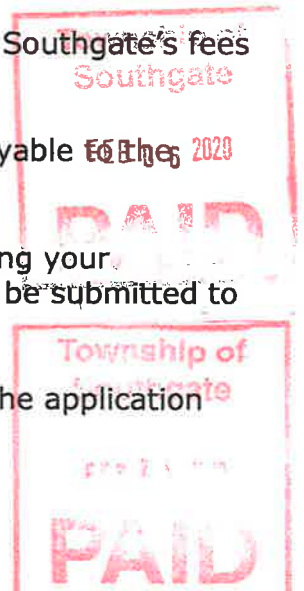 Southgate's fees
Township of
Southgate
yable to the
2020
PAID
ng your
be submitted to
Township of
Southgate
he application
PAID